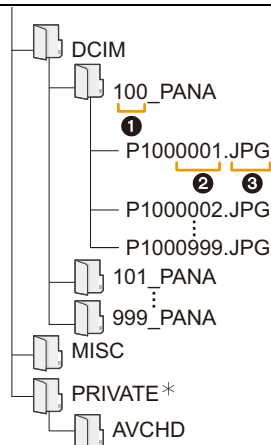 DCIM
100_PANA
❶
P1000001.JPG
❷ ❸
P1000002.JPG
P1000999.JPG
101_PANA
999_PANA
MISC
PRIVATE*
AVCHD